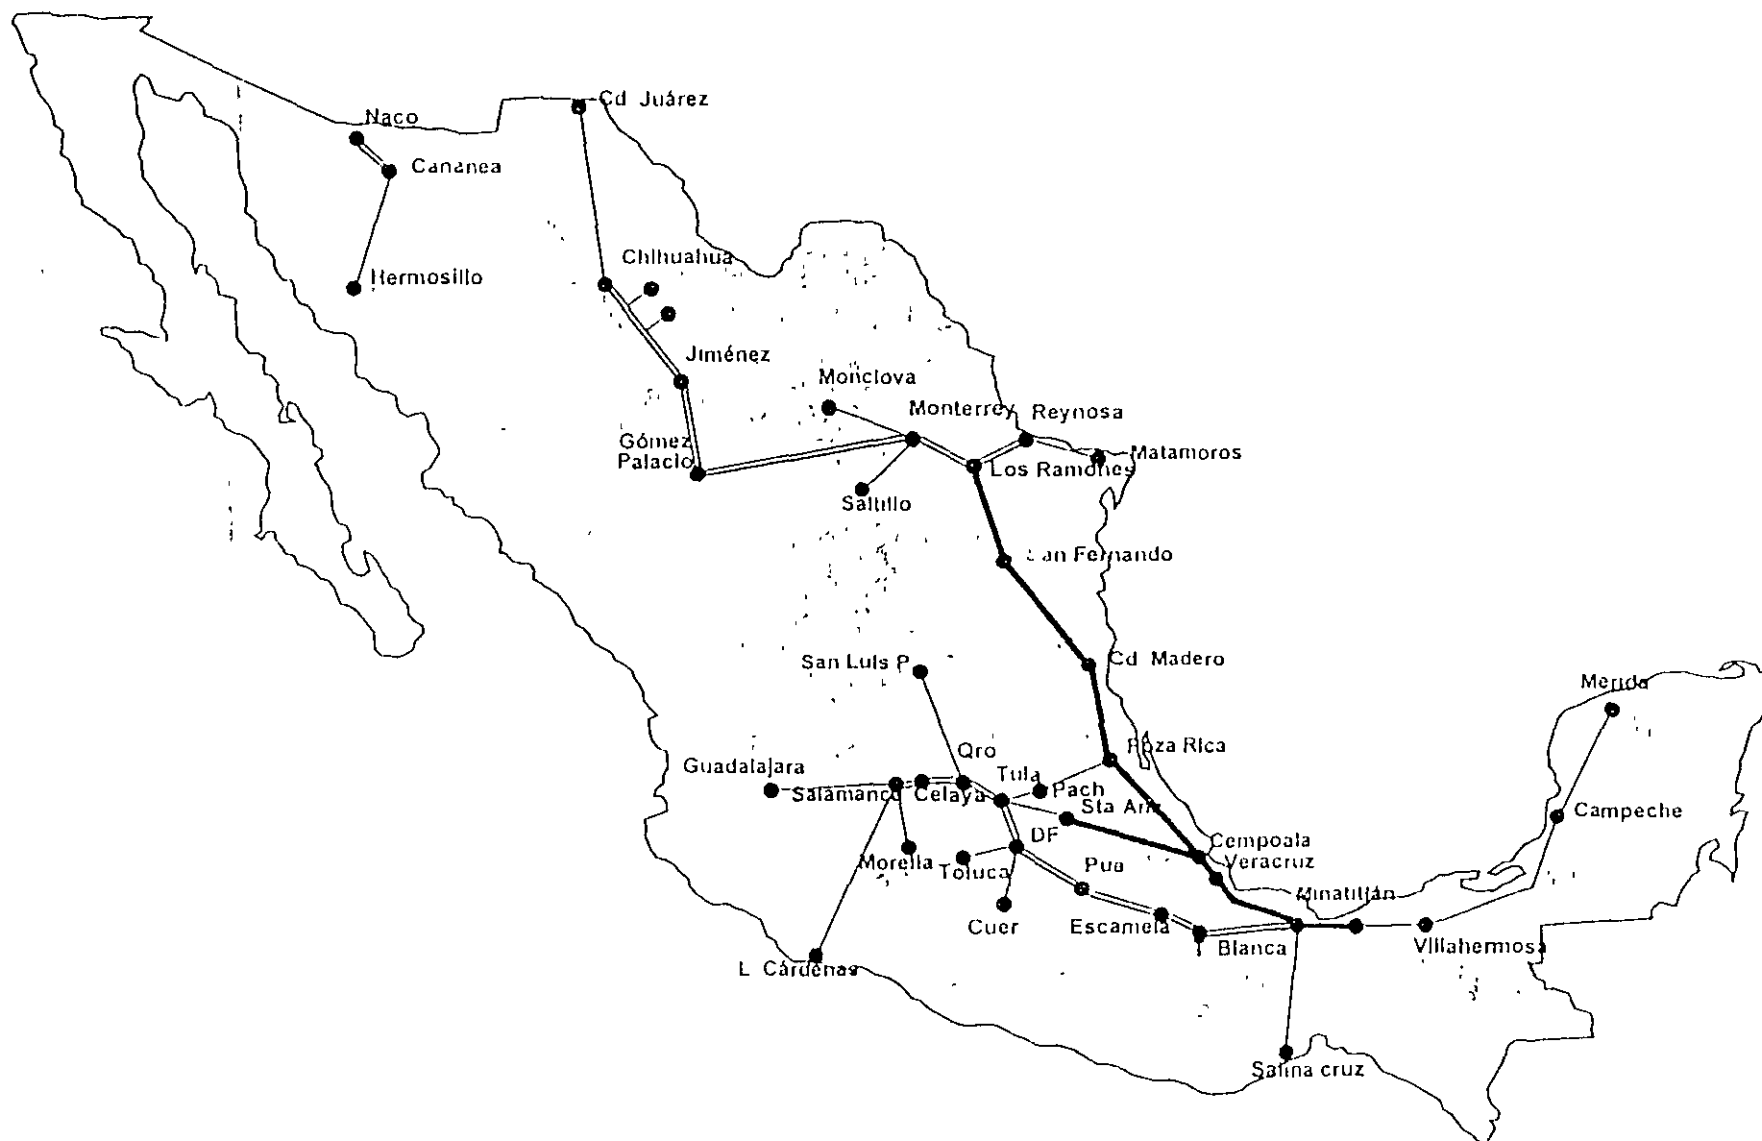 Cd Juárez
Naco
Cananea
Hermosillo
Chihuahua
Jiménez
Monclova
Monterrey
Reynosa
Gómez
Palacio
Matamoros
Los Ramones
Saltillo
San Fernando
San Luis P
Cd Madero
Merida
Poza Rica
Qro
Guadalajara
Tula
Salamanca
Celaya
Pach
Sta Ana
Campeche
DF
Cempoala
Veracruz
Morelia
Toluca
Pua
Minatitlán
Cuer
Escamela
Blanca
Villahermosa
L Cárdenas
Salina cruz